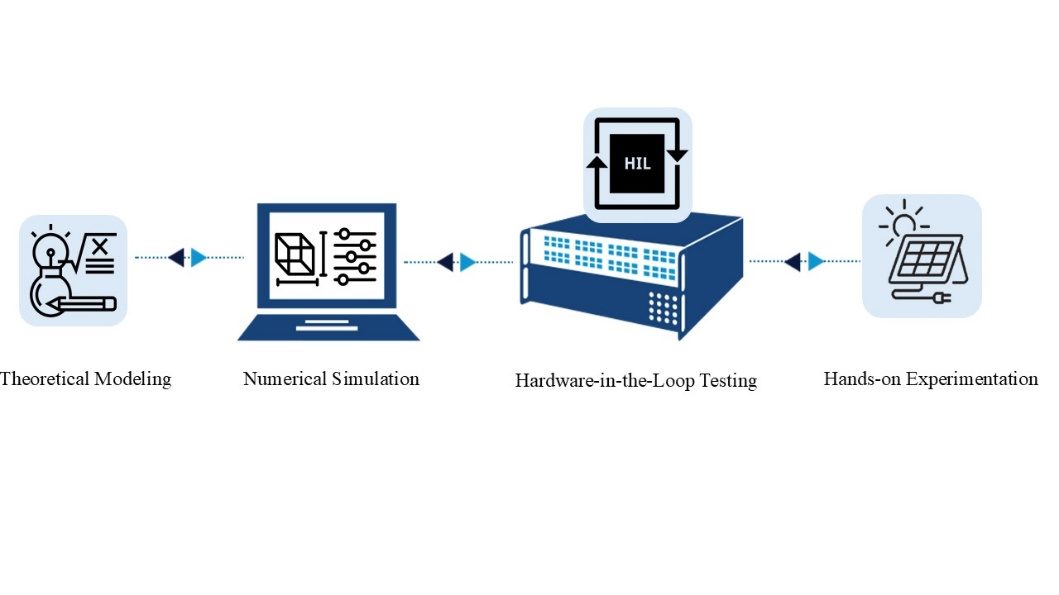 HIL
Theoretical Modeling
Numerical Simulation
Hardware-in-the-Loop Testing
Hands-on Experimentation